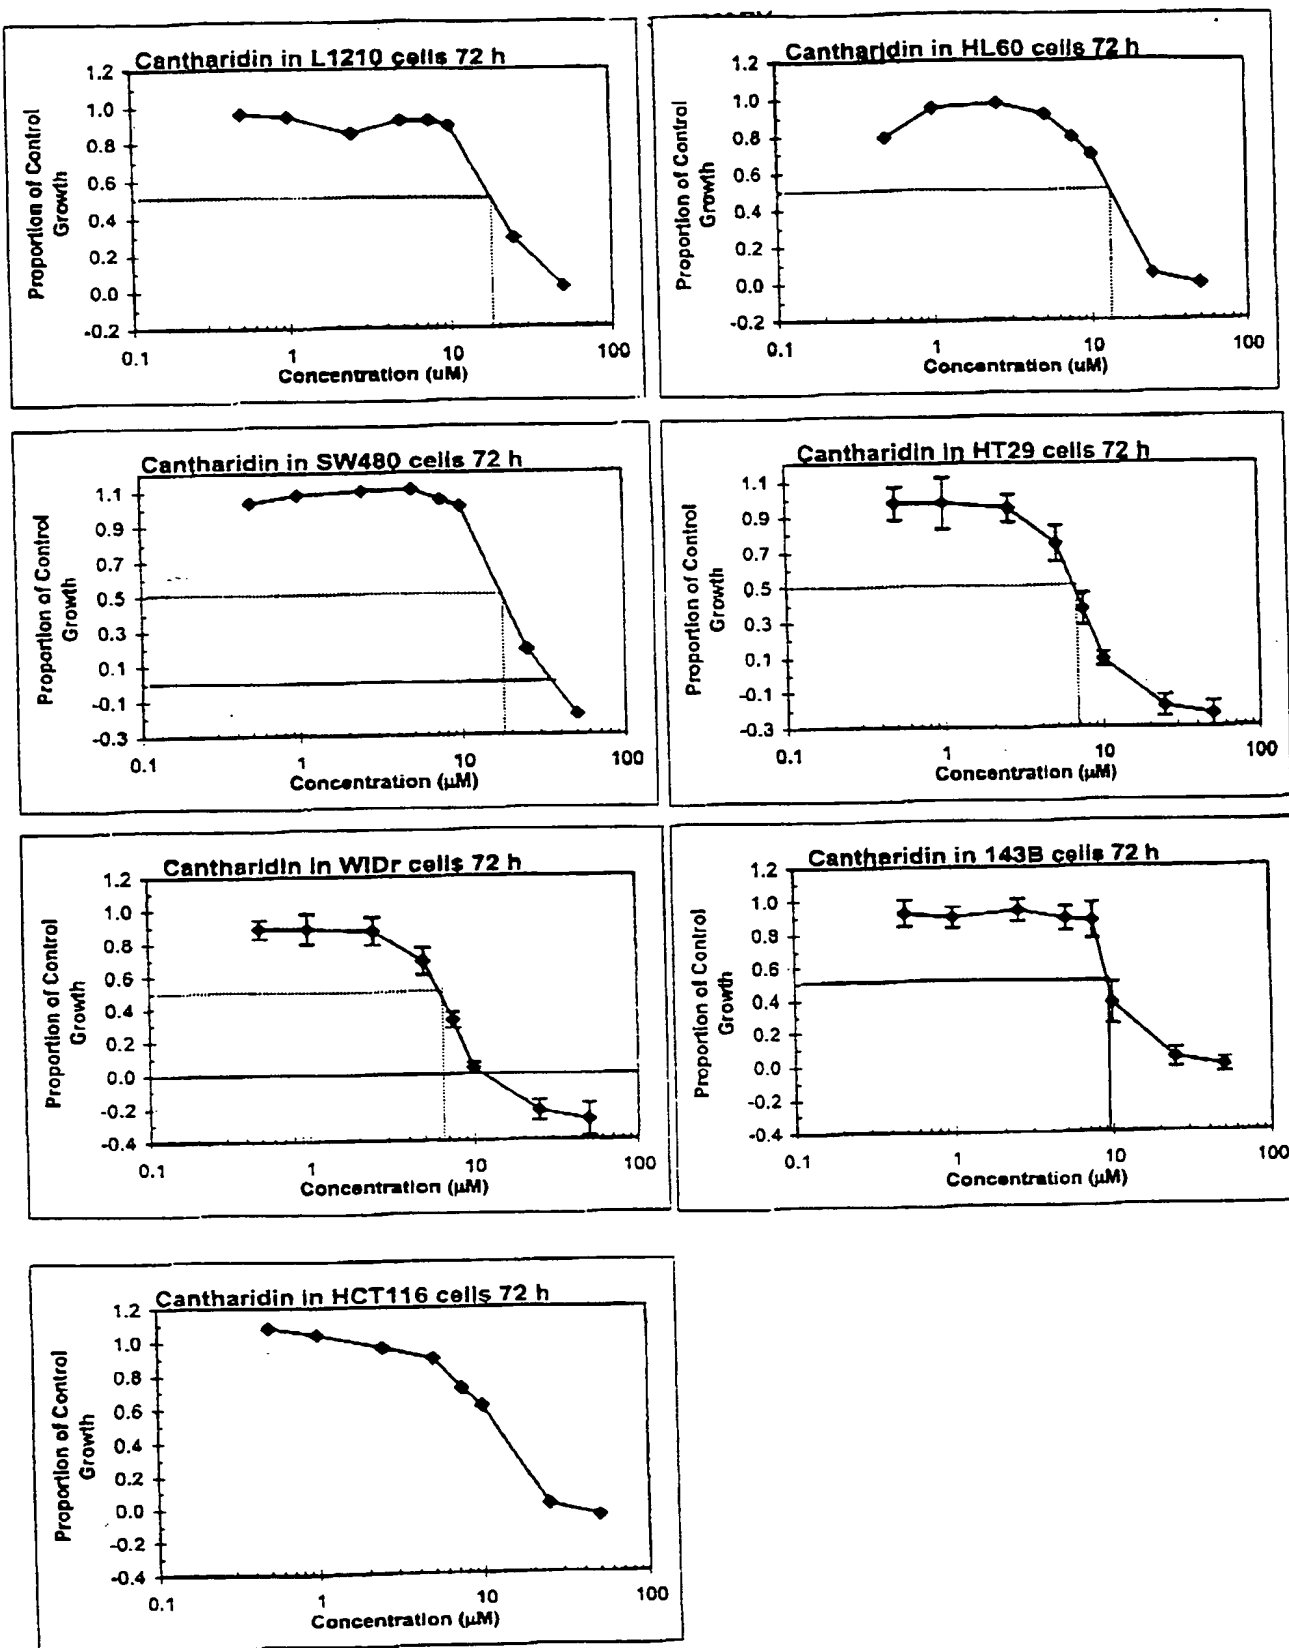 Cantharidin in L1210 cells 72 h
1.2
1.0
0.8
0.6
0.4
0.2
0.0
-0.2
Proportion of Control
Growth
0.1 1 10 100
Concentration (uM)
Cantharidin in HL60 cells 72 h
1.2
1.0
0.8
0.6
0.4
0.2
0.0
-0.2
Proportion of Control
Growth
0.1 1 10 100
Concentration (uM)
Cantharidin in SW480 cells 72 h
1.1
0.9
0.7
0.5
0.3
0.1
-0.1
-0.3
Proportion of Control
Growth
0.1 1 10 100
Concentration (µM)
Cantharidin in HT29 cells 72 h
1.1
0.9
0.7
0.5
0.3
0.1
-0.1
-0.3
Proportion of Control
Growth
0.1 1 10 100
Concentration (µM)
Cantharidin in WIDr cells 72 h
1.2
1.0
0.8
0.6
0.4
0.2
0.0
-0.2
-0.4
Proportion of Control
Growth
0.1 1 10 100
Concentration (µM)
Cantharidin in 143B cells 72 h
1.2
1.0
0.8
0.6
0.4
0.2
0.0
-0.2
-0.4
Proportion of Control
Growth
0.1 1 10 100
Concentration (µM)
Cantharidin in HCT116 cells 72 h
1.2
1.0
0.8
0.6
0.4
0.2
0.0
-0.2
-0.4
Proportion of Control
Growth
0.1 1 10 100
Concentration (µM)